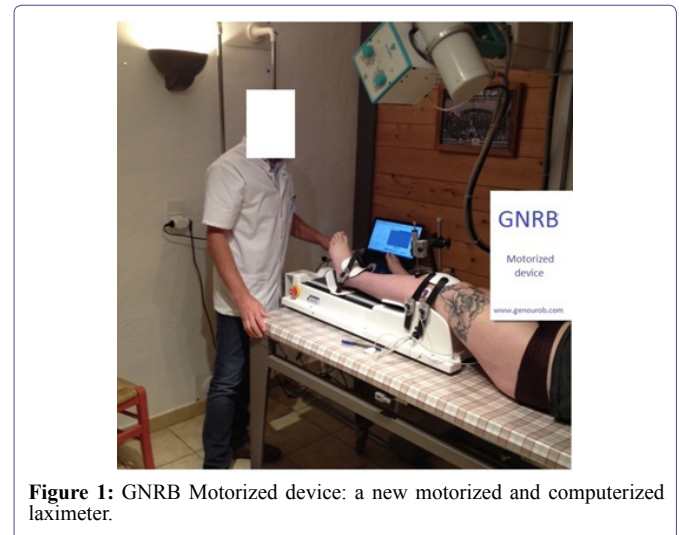 GNRB
Motorized
device
www.genourob.com
Figure 1: GNRB Motorized device: a new motorized and computerized
laximeter.